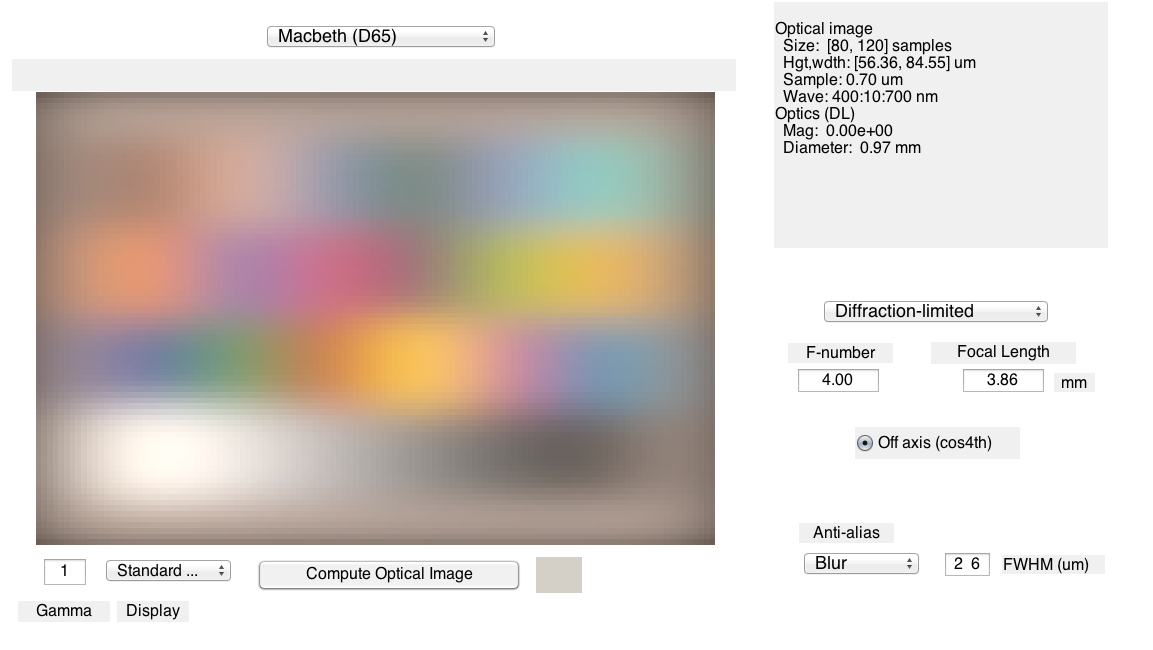 Macbeth (D65)
Optical image
Size: [80, 120] samples
Hgt,wdth: [56.36, 84.55] um
Sample: 0.70 um
Wave: 400:10:700 nm
Optics (DL)
Mag: 0.00e+00
Diameter: 0.97 mm
Diffraction-limited
F-number Focal Length
4.00 3.86 mm
Off axis (cos4th)
Anti-alias
Blur 2 6 FWHM (um)
1 Standard ... Compute Optical Image
Gamma Display